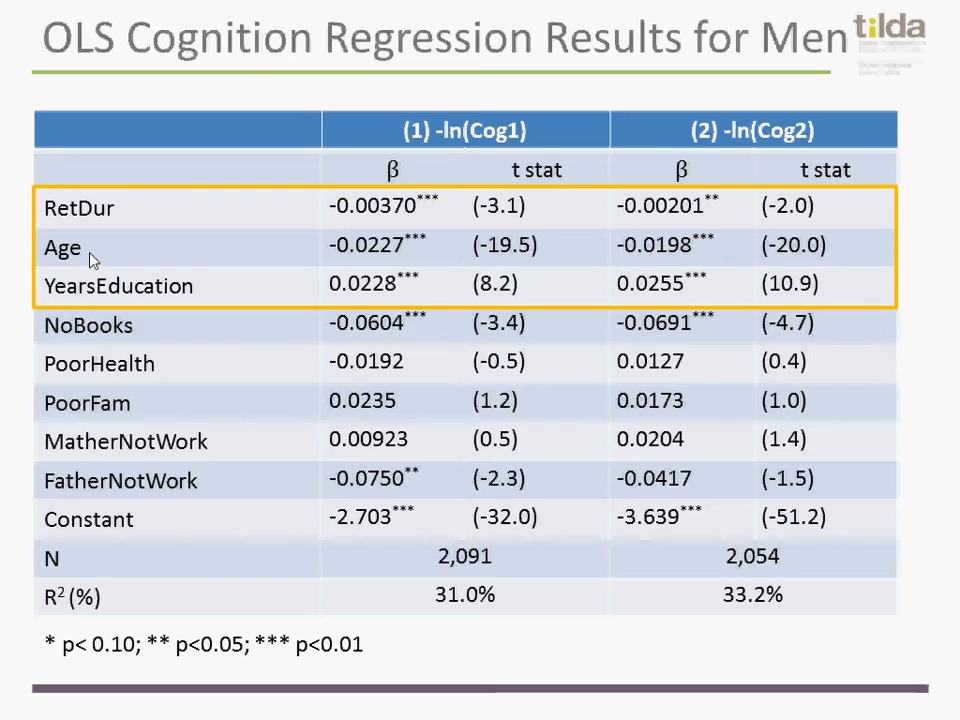 OLS Cognition Regression Results for Men
tilda
(1) -ln(Cog1) (2) -ln(Cog2)
β t stat β t stat
RetDur -0.00370*** (-3.1) -0.00201** (-2.0)
Age -0.0227*** (-19.5) -0.0198*** (-20.0)
YearsEducation 0.0228*** (8.2) 0.0255*** (10.9)
NoBooks -0.0604*** (-3.4) -0.0691*** (-4.7)
PoorHealth -0.0192 (-0.5) 0.0127 (0.4)
PoorFam 0.0235 (1.2) 0.0173 (1.0)
MatherNotWork 0.00923 (0.5) 0.0204 (1.4)
FatherNotWork -0.0750** (-2.3) -0.0417 (-1.5)
Constant -2.703*** (-32.0) -3.639*** (-51.2)
N 2,091 2,054
R² (%) 31.0% 33.2%
* p< 0.10; ** p<0.05; *** p<0.01